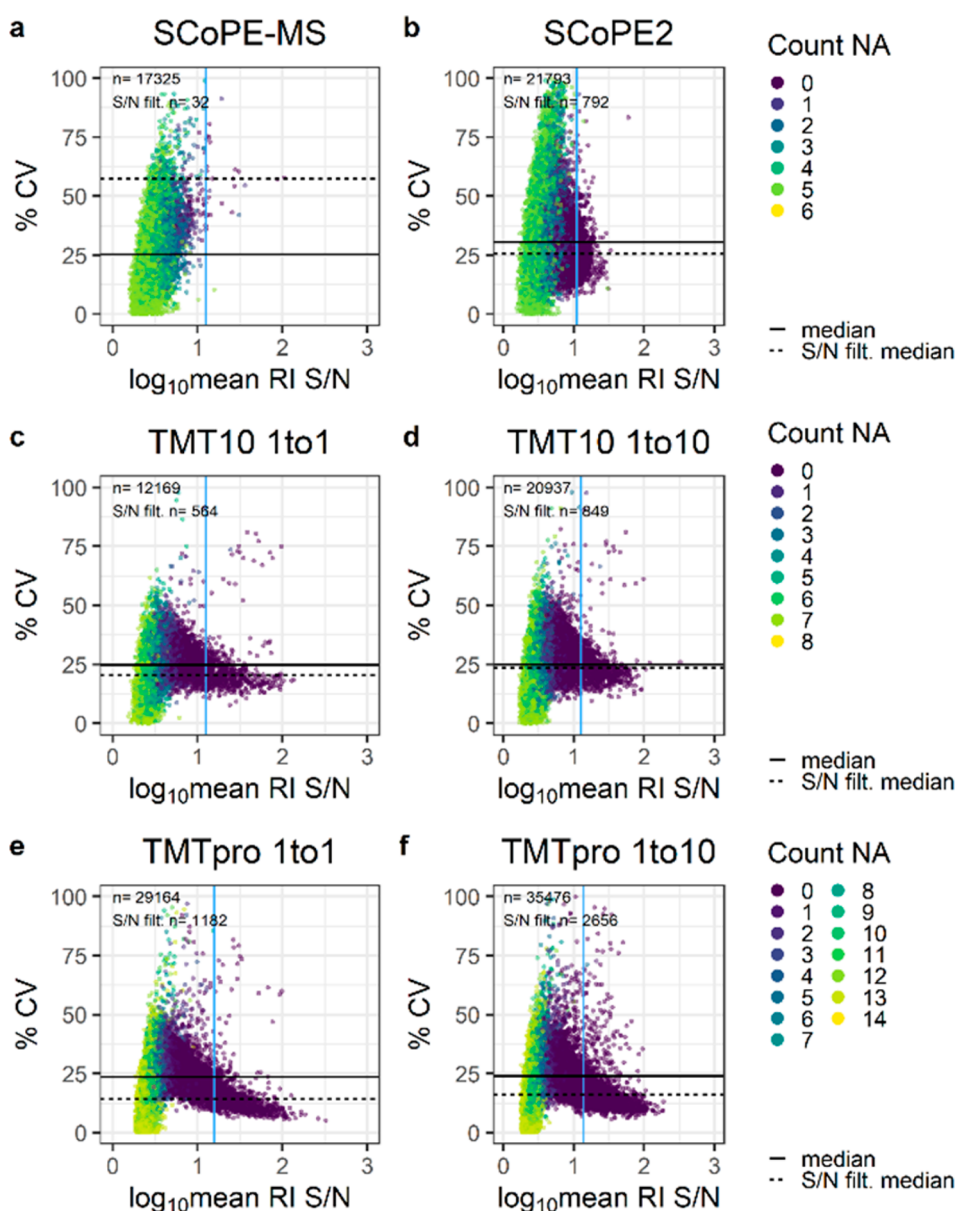 a SCoPE-MS
n= 17325
S/N filt. n= 32
100
75
50
25
0
% CV
0 1 2 3
log10mean RI S/N
b SCoPE2
n= 21793
S/N filt. n= 792
100
75
50
25
0
% CV
0 1 2 3
log10mean RI S/N
Count NA
0
1
2
3
4
5
6
median
S/N filt. median
c TMT10 1to1
n= 12169
S/N filt. n= 564
100
75
50
25
0
% CV
0 1 2 3
log10mean RI S/N
d TMT10 1to10
n= 20937
S/N filt. n= 849
100
75
50
25
0
% CV
0 1 2 3
log10mean RI S/N
Count NA
0
1
2
3
4
5
6
7
8
median
S/N filt. median
e TMTpro 1to1
n= 29164
S/N filt. n= 1182
100
75
50
25
0
% CV
0 1 2 3
log10mean RI S/N
f TMTpro 1to10
n= 35476
S/N filt. n= 2656
100
75
50
25
0
% CV
0 1 2 3
log10mean RI S/N
Count NA
0 8
1 9
2 10
3 11
4 12
5 13
6 14
7
median
S/N filt. median